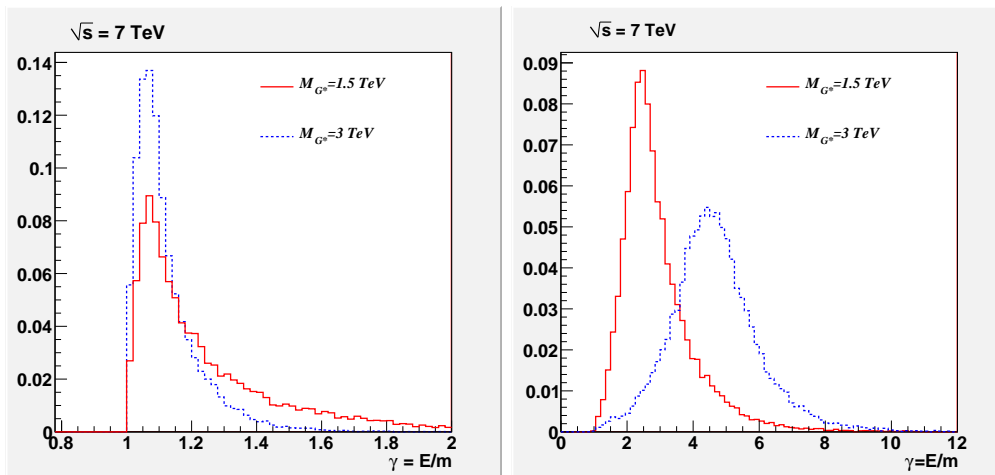 √s = 7 TeV
M_G*=1.5 TeV
M_G*=3 TeV
0.14
0.12
0.1
0.08
0.06
0.04
0.02
0
0.8 1 1.2 1.4 1.6 1.8 2
γ = E/m
√s = 7 TeV
M_G*=1.5 TeV
M_G*=3 TeV
0.09
0.08
0.07
0.06
0.05
0.04
0.03
0.02
0.01
0.00
0 2 4 6 8 10 12
γ=E/m